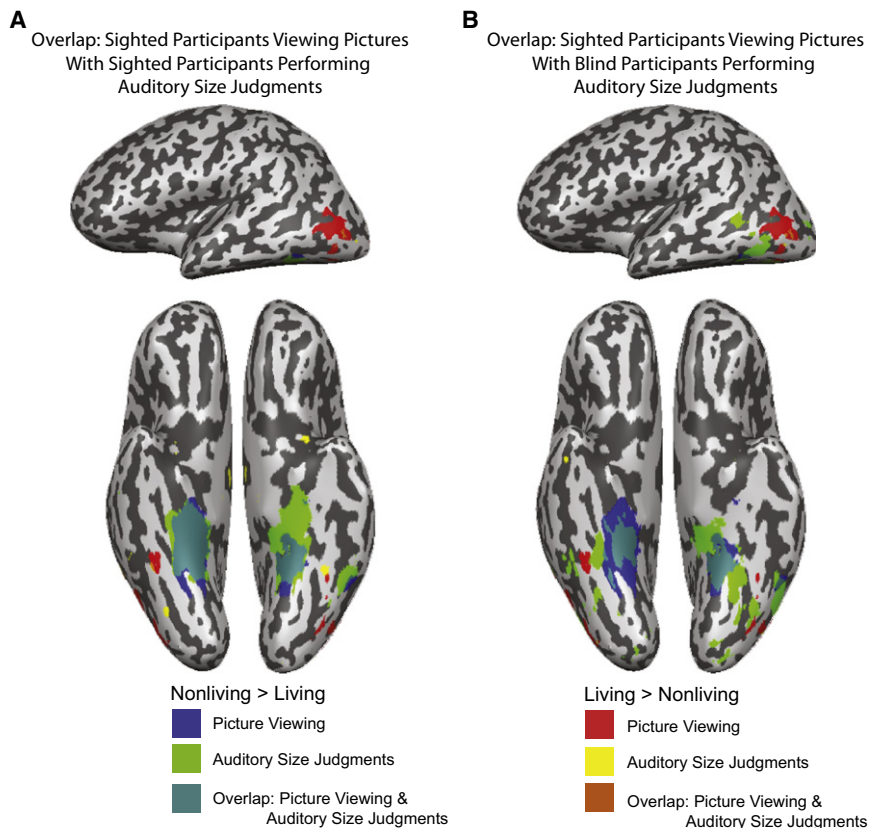 A
Overlap: Sighted Participants Viewing Pictures
With Sighted Participants Performing
Auditory Size Judgments
B
Overlap: Sighted Participants Viewing Pictures
With Blind Participants Performing
Auditory Size Judgments
Nonliving > Living
Picture Viewing
Auditory Size Judgments
Overlap: Picture Viewing &
Auditory Size Judgments
Living > Nonliving
Picture Viewing
Auditory Size Judgments
Overlap: Picture Viewing &
Auditory Size Judgments